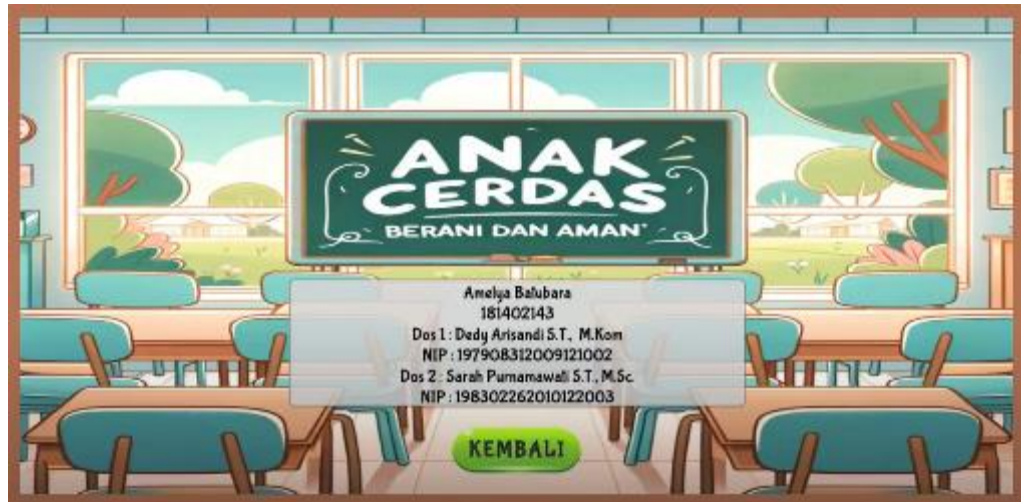 ANAK
CERDAS
BERANI DAN AMAN
Amelya Batubara
181402143
Dos 1 : Dedy Arisandi S.T., M.Kom
NIP : 197908312009121002
Dos 2 : Sarah Purnamawati S.T., M.Sc.
NIP : 198302262010122003
KEMBALI